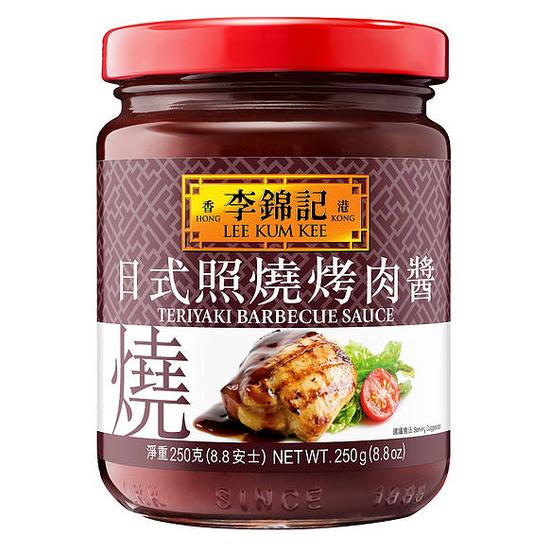 香 李錦記 港
HONG LEE KUM KEE KONG
日式照燒烤肉醬
TERIYAKI BARBECUE SAUCE
燒
建議食法 Serving Suggestion
淨重250克(8.8安士) NET WT. 250g (8.8oz)
LKK SINCE 1888